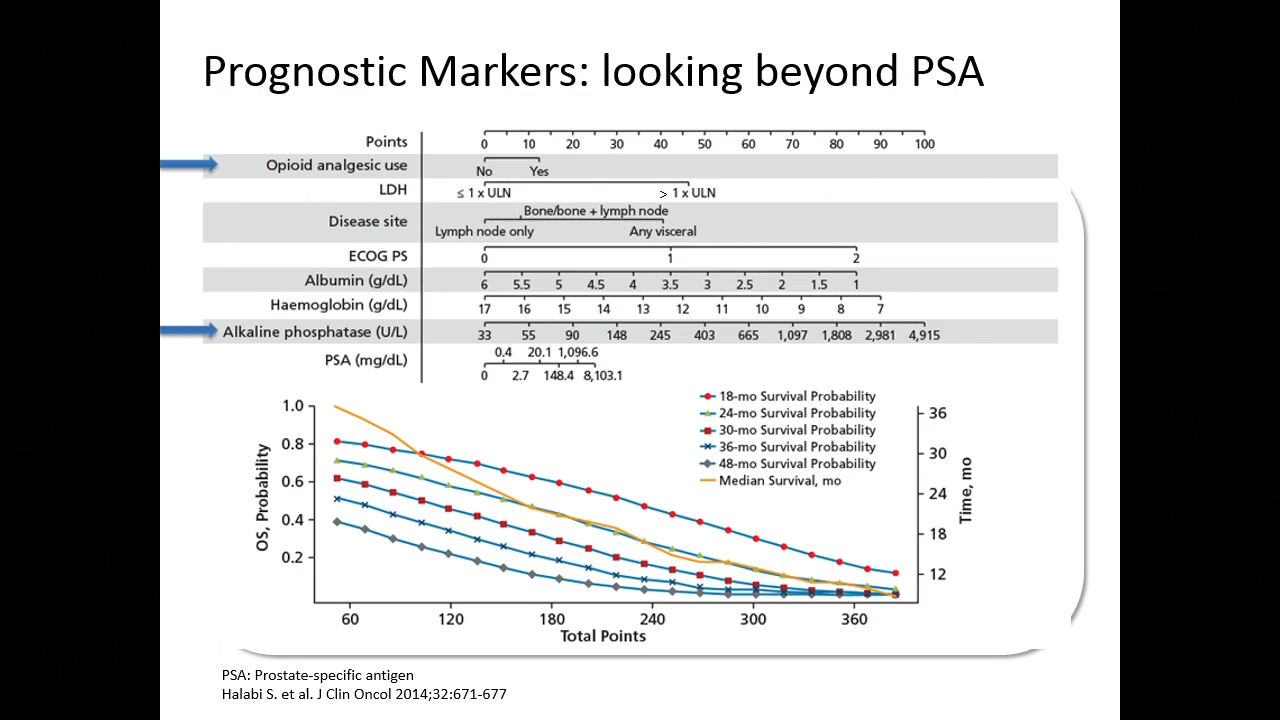 Prognostic Markers: looking beyond PSA
Points
0 10 20 30 40 50 60 70 80 90 100
Opioid analgesic use
No Yes
LDH
≤ 1 x ULN > 1 x ULN
Disease site
Bone/bone + lymph node
Lymph node only Any visceral
ECOG PS
0 1 2
Albumin (g/dL)
6 5.5 5 4.5 4 3.5 3 2.5 2 1.5 1
Haemoglobin (g/dL)
17 16 15 14 13 12 11 10 9 8 7
Alkaline phosphatase (U/L)
33 55 90 148 245 403 665 1,097 1,808 2,981 4,915
PSA (mg/dL)
0.4 20.1 1,096.6
0 2.7 148.4 8,103.1
18-mo Survival Probability
24-mo Survival Probability
30-mo Survival Probability
36-mo Survival Probability
48-mo Survival Probability
Median Survival, mo
OS, Probability
1.0
0.8
0.6
0.4
0.2
36
30
24
18
12
Time, mo
60 120 180 240 300 360
Total Points
PSA: Prostate-specific antigen
Halabi S. et al. J Clin Oncol 2014;32:671-677